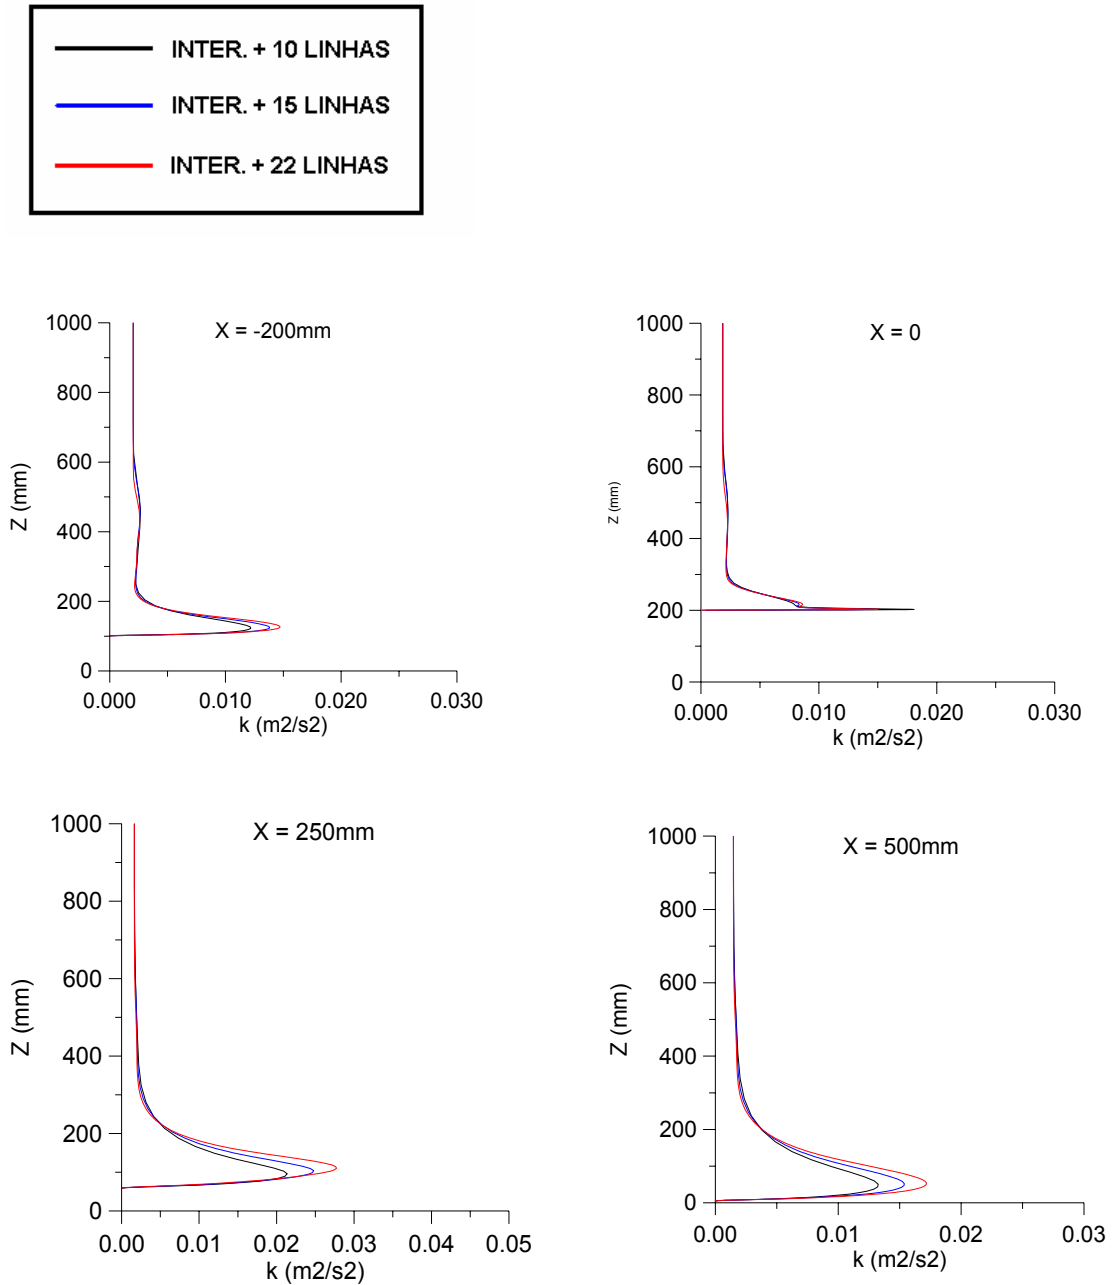 INTER. + 10 LINHAS
INTER. + 15 LINHAS
INTER. + 22 LINHAS
X = -200mm
1000
800
600
400
200
0
Z (mm)
0.000 0.010 0.020 0.030
k (m2/s2)
X = 0
1000
800
600
400
200
0
Z (mm)
0.000 0.010 0.020 0.030
k (m2/s2)
X = 250mm
1000
800
600
400
200
0
Z (mm)
0.00 0.01 0.02 0.03 0.04 0.05
k (m2/s2)
X = 500mm
1000
800
600
400
200
0
Z (mm)
0.00 0.01 0.02 0.03
k (m2/s2)